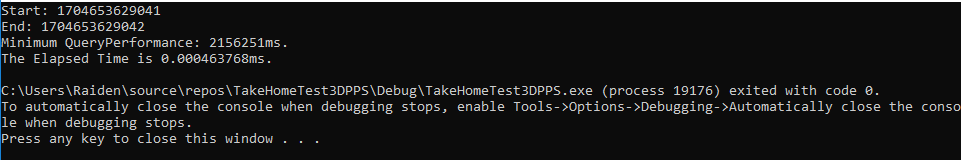 Start: 1704653629041
End: 1704653629042
Minimum QueryPerformance: 2156251ms.
The Elapsed Time is 0.000463768ms.
C:\Users\Raiden\source\repos\TakeHomeTest3DPPS\Debug\TakeHomeTest3DPPS.exe (process 19176) exited with code 0.
To automatically close the console when debugging stops, enable Tools->Options->Debugging->Automatically close the conso
le when debugging stops.
Press any key to close this window . . .